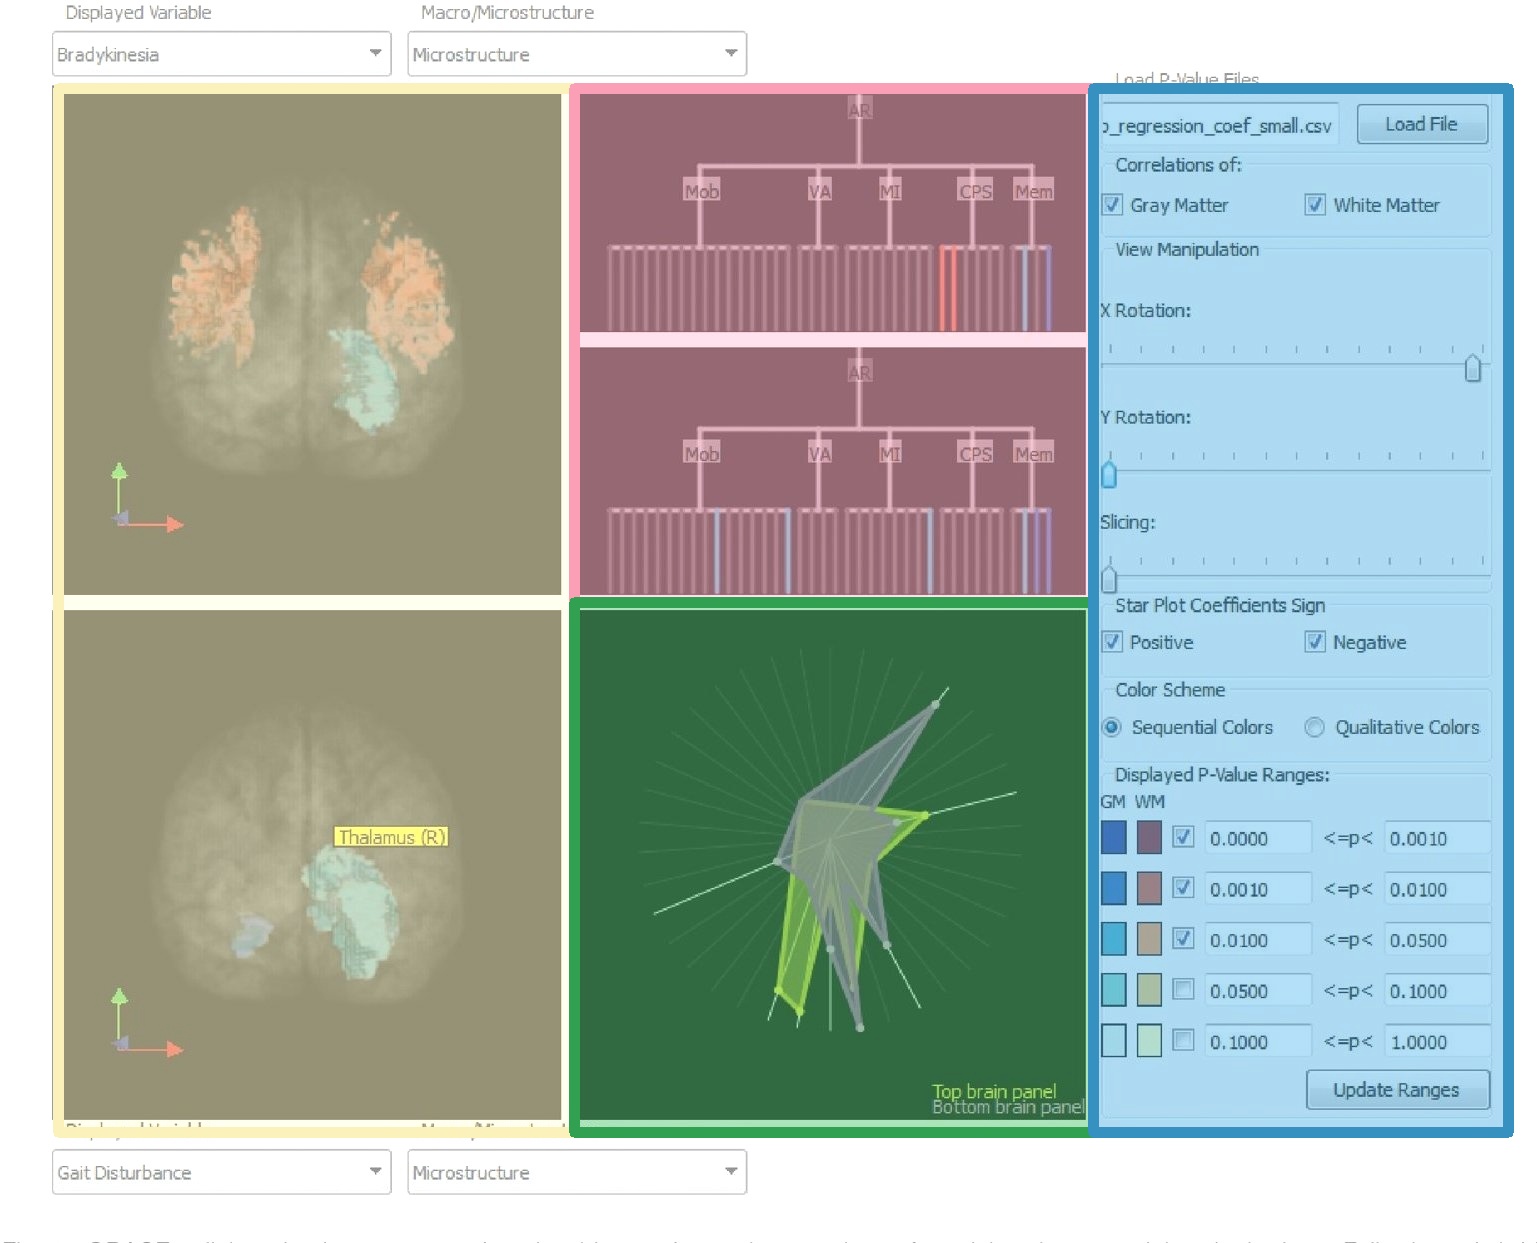 Displayed Variable Macro/Microstructure
Bradykinesia Microstructure
Load P-Value Files
_regression_coef_small.csv Load File
Correlations of:
Gray Matter White Matter
View Manipulation
X Rotation:
Y Rotation:
Slicing:
Star Plot Coefficients Sign
Positive Negative
Color Scheme
Sequential Colors Qualitative Colors
Displayed P-Value Ranges:
GM WM
0.0000 <=p< 0.0010
0.0010 <=p< 0.0100
0.0100 <=p< 0.0500
0.0500 <=p< 0.1000
0.1000 <=p< 1.0000
Update Ranges
AR
Mob VA MI CPS Mem
AR
Mob VA MI CPS Mem
Thalamus (R)
Top brain panel
Bottom brain panel
Gait Disturbance Microstructure